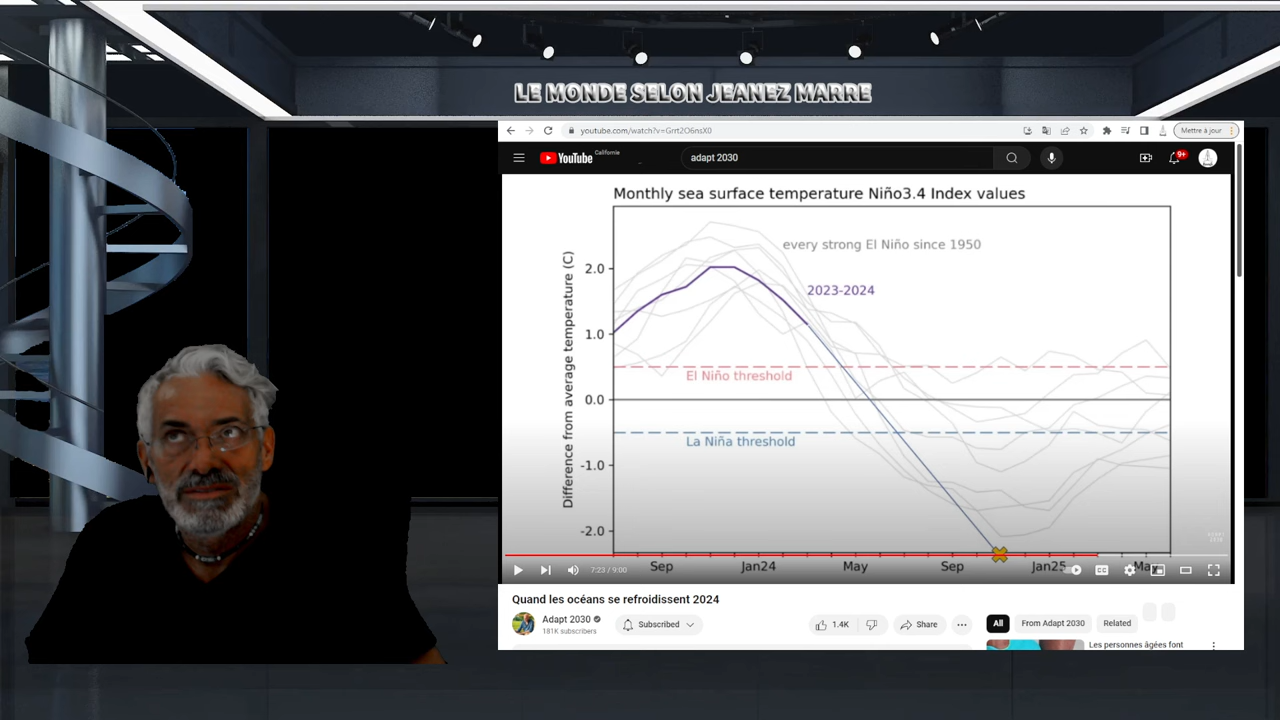 LE MONDE SELON JEANEZ MARRE
youtube.com/watch?v=Grrt2O6nsX0
Mettre à jour
YouTube
Californie
adapt 2030
9+
Monthly sea surface temperature Niño3.4 Index values
every strong El Niño since 1950
2023-2024
El Niño threshold
La Niña threshold
Difference from average temperature (C)
2.0
1.0
0.0
-1.0
-2.0
Sep
Jan24
May
Sep
Jan25
May
7:23 / 9:00
CC
Quand les océans se refroidissent 2024
Adapt 2030
181K subscribers
Subscribed
1.4K
Share
All
From Adapt 2030
Related
Les personnes âgées font